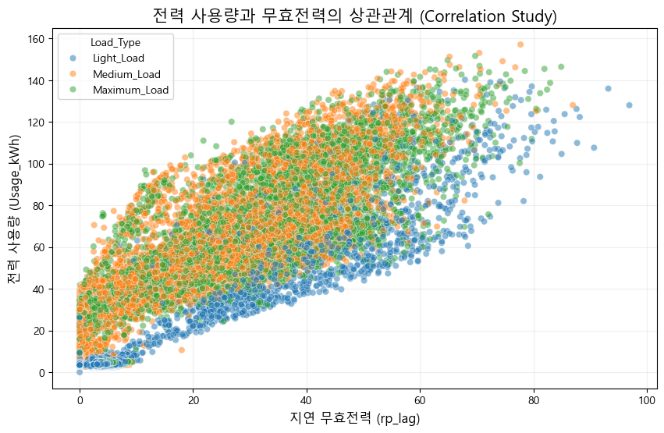 전력 사용량과 무효전력의 상관관계 (Correlation Study)
Load_Type
Light_Load
Medium_Load
Maximum_Load
전력 사용량 (Usage_kWh)
160
140
120
100
80
60
40
20
0
0 20 40 60 80 100
지연 무효전력 (rp_lag)